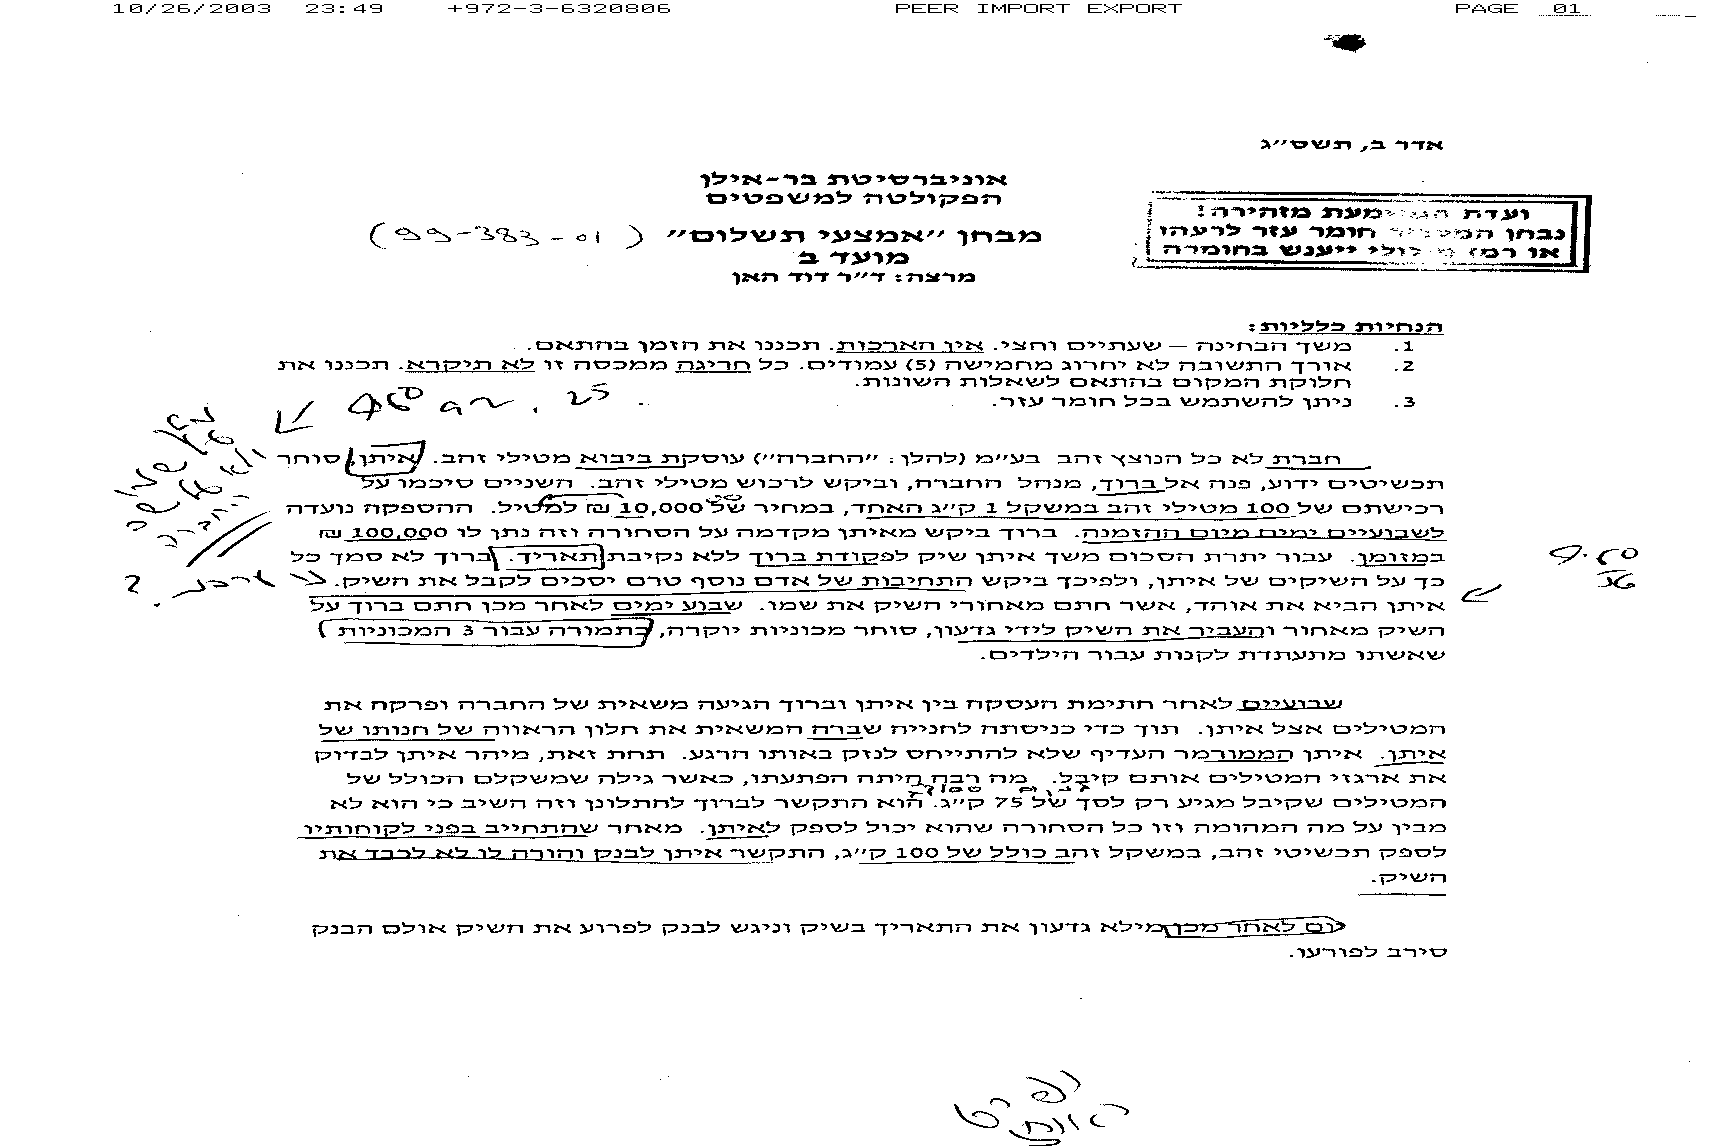 10/26/2003 23:49 +972-3-6320806 PEER IMPORT EXPORT PAGE 01
אדר ב, תשס״ג
אוניברסיטת בר-אילן
הפקולטה למשפטים
ועדת המשמעת מזהירה!
נבחן המחזיק חומר עזר לרעהו
או רמז מילולי ייענש בחומרה
מבחן ״אמצעי תשלום״ (99-383-01)
מועד ב
מרצה: ד״ר דוד האן
הנחיות כלליות:
1. משך הבחינה – שעתיים וחצי. אין הארכות. תכננו את הזמן בהתאם.
2. אורך התשובה לא יחרוג מחמישה (5) עמודים. כל חריגה ממכסה זו לא תיקרא. תכננו את
חלוקת המקום בהתאם לשאלות השונות.
3. ניתן להשתמש בכל חומר עזר.
חברת לא כל הנוצץ זהב בע״מ (להלן: ״החברה״) עוסקת ביבוא מטילי זהב. איתן, סוחר
תכשיטים ידוע, פנה אל ברוך, מנהל החברה, וביקש לרכוש מטילי זהב. השניים סיכמו על
רכישתם של 100 מטילי זהב במשקל 1 ק״ג האחד, במחיר של 10,000 ₪ למטיל. ההספקה נועדה
לשבועיים ימים מיום ההזמנה. ברוך ביקש מאיתן מקדמה על הסחורה וזה נתן לו 100,000 ₪
במזומן. עבור יתרת הסכום משך איתן שיק לפקודת ברוך ללא נקיבת תאריך. ברוך לא סמך כל
כך על השיקים של איתן, ולפיכך ביקש התחיבות של אדם נוסף טרם יסכים לקבל את השיק.
איתן הביא את אוהד, אשר חתם מאחורי השיק את שמו. שבוע ימים לאחר מכן חתם ברוך על
השיק מאחור והעביר את השיק לידי גדעון, סוחר מכוניות יוקרה, בתמורה עבור 3 המכוניות
שאשתו מתעתדת לקנות עבור הילדים.
שבועיים לאחר חתימת העסקה בין איתן וברוך הגיעה משאית של החברה ופרקה את
המטילים אצל איתן. תוך כדי כניסתה לחנייה שברה המשאית את חלון הראווה של חנותו של
איתן. איתן הממורמר העדיף שלא להתייחס לנזק באותו הרגע. תחת זאת, מיהר איתן לבדוק
את ארגזי המטילים אותם קיבל. מה רבה היתה הפתעתו, כאשר גילה שמשקלם הכולל של
המטילים שקיבל מגיע רק לסך של 75 ק״ג. הוא התקשר לברוך להתלונן וזה השיב כי הוא לא
מבין על מה המהומה וזו כל הסחורה שהוא יכול לספק לאיתן. מאחר שהתחייב בפני לקוחותיו
לספק תכשיטי זהב, במשקל זהב כולל של 100 ק״ג, התקשר איתן לבנק והורה לו לא לכבד את
השיק.
יום לאחר מכן מילא גדעון את התאריך בשיק וניגש לבנק לפרוע את השיק אולם הבנק
סירב לפורעו.